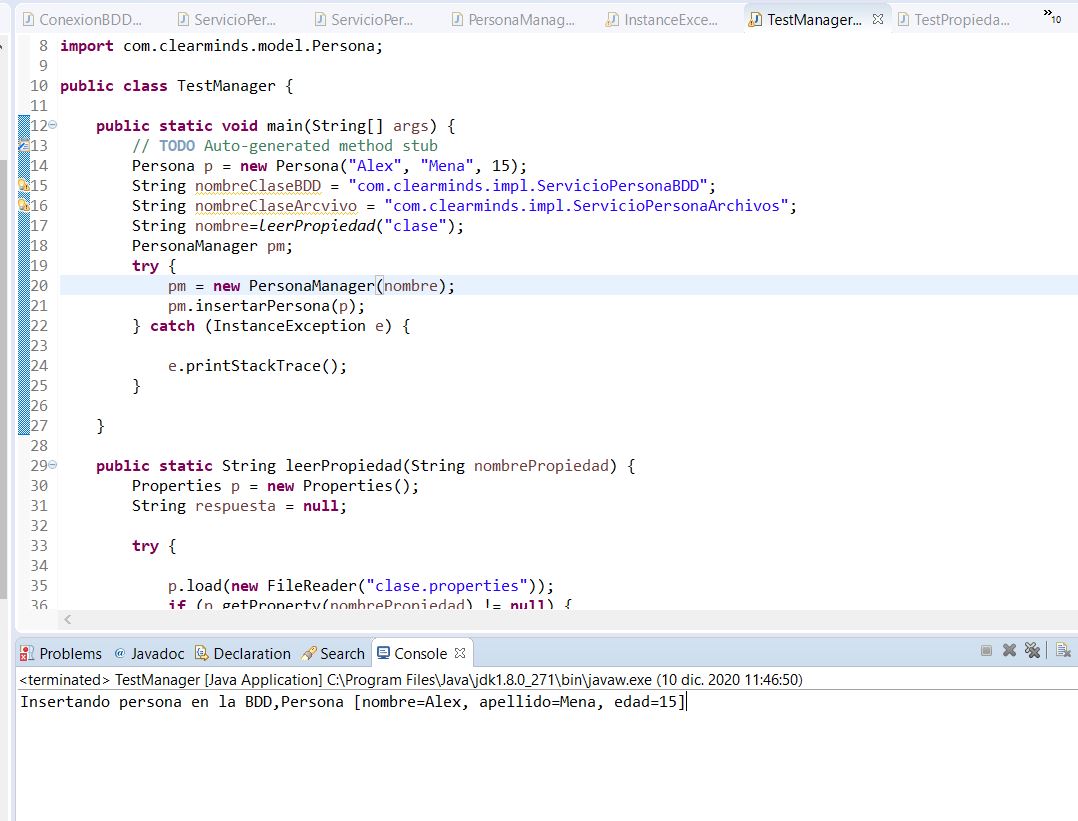 ConexionBDD... ServicioPer... ServicioPer... PersonaManag... InstanceExce... TestManager... TestPropieda... »10
8 import com.clearminds.model.Persona;
9
10 public class TestManager {
11
12 public static void main(String[] args) {
13 // TODO Auto-generated method stub
14 Persona p = new Persona("Alex", "Mena", 15);
15 String nombreClaseBDD = "com.clearminds.impl.ServicioPersonaBDD";
16 String nombreClaseArcvivo = "com.clearminds.impl.ServicioPersonaArchivos";
17 String nombre=leerPropiedad("clase");
18 PersonaManager pm;
19 try {
20 pm = new PersonaManager(nombre);
21 pm.insertarPersona(p);
22 } catch (InstanceException e) {
23
24 e.printStackTrace();
25 }
26
27 }
28
29 public static String leerPropiedad(String nombrePropiedad) {
30 Properties p = new Properties();
31 String respuesta = null;
32
33 try {
34
35 p.load(new FileReader("clase.properties"));
36 if (p.getProperty(nombrePropiedad) != null) {
Problems @ Javadoc Declaration Search Console
<terminated> TestManager [Java Application] C:\Program Files\Java\jdk1.8.0_271\bin\javaw.exe (10 dic. 2020 11:46:50)
Insertando persona en la BDD,Persona [nombre=Alex, apellido=Mena, edad=15]